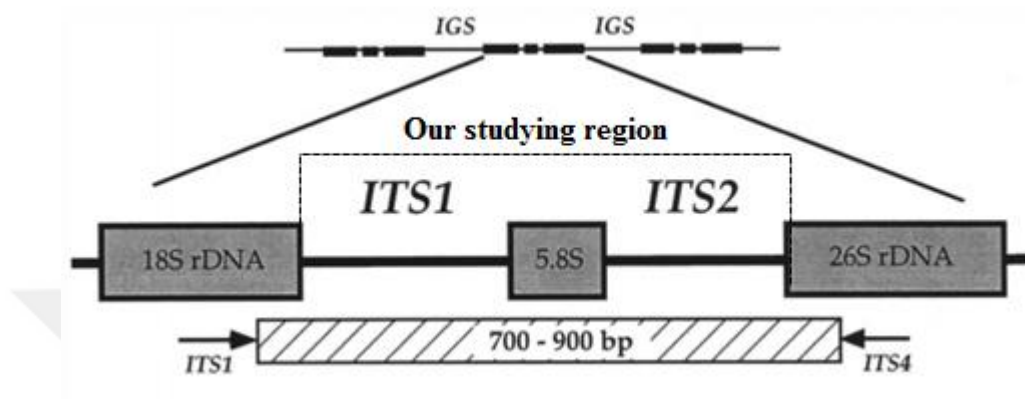 IGS IGS
Our studying region
ITS1 ITS2
18S rDNA 5.8S 26S rDNA
700 - 900 bp
ITS1 ITS4